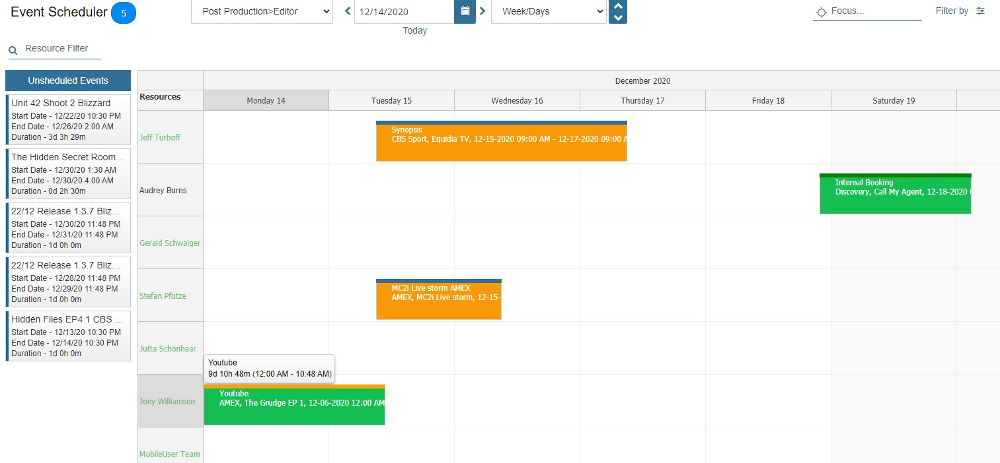 Event Scheduler 5
Post Production>Editor
12/14/2020
Week/Days
Focus...
Filter by
Today
Resource Filter
Unsheduled Events
Unit 42 Shoot 2 Blizzard
Start Date - 12/22/20 10:30 PM
End Date - 12/26/20 2:00 AM
Duration - 3d 3h 29m
The Hidden Secret Room...
Start Date - 12/30/20 1:30 AM
End Date - 12/30/20 4:00 AM
Duration - 0d 2h 30m
22/12 Release 1.3.7 Bliz...
Start Date - 12/30/20 11:48 PM
End Date - 12/31/20 11:48 PM
Duration - 1d 0h 0m
22/12 Release 1.3.7 Bliz...
Start Date - 12/28/20 11:48 PM
End Date - 12/29/20 11:48 PM
Duration - 1d 0h 0m
Hidden Files EP4 1 CBS ...
Start Date - 12/13/20 10:30 PM
End Date - 12/14/20 10:30 PM
Duration - 1d 0h 0m
December 2020
Resources
Monday 14
Tuesday 15
Wednesday 16
Thursday 17
Friday 18
Saturday 19
Jeff Turboff
Synopsis
CBS Sport, Equidia TV, 12-15-2020 09:00 AM - 12-17-2020 09:00 A
Audrey Burns
Internal Booking
Discovery, Call My Agent, 12-18-2020
Gerald Schwaiger
Stefan Pfütze
MC2i Live storm AMEX
AMEX, MC2i Live storm, 12-15-
Jutta Schönhaar
Youtube
9d 10h 48m (12:00 AM - 10:48 AM)
Joey Williamson
Youtube
AMEX, The Grudge EP 1, 12-06-2020 12:00 AM
MobileUser Team